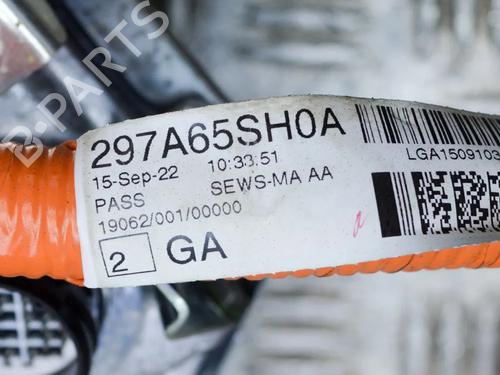 297A65SH0A
15-Sep-22 10:33:51
PASS SEWS-MA AA
19062/001/00000
2 GA
LGA1509103
B-PARTS